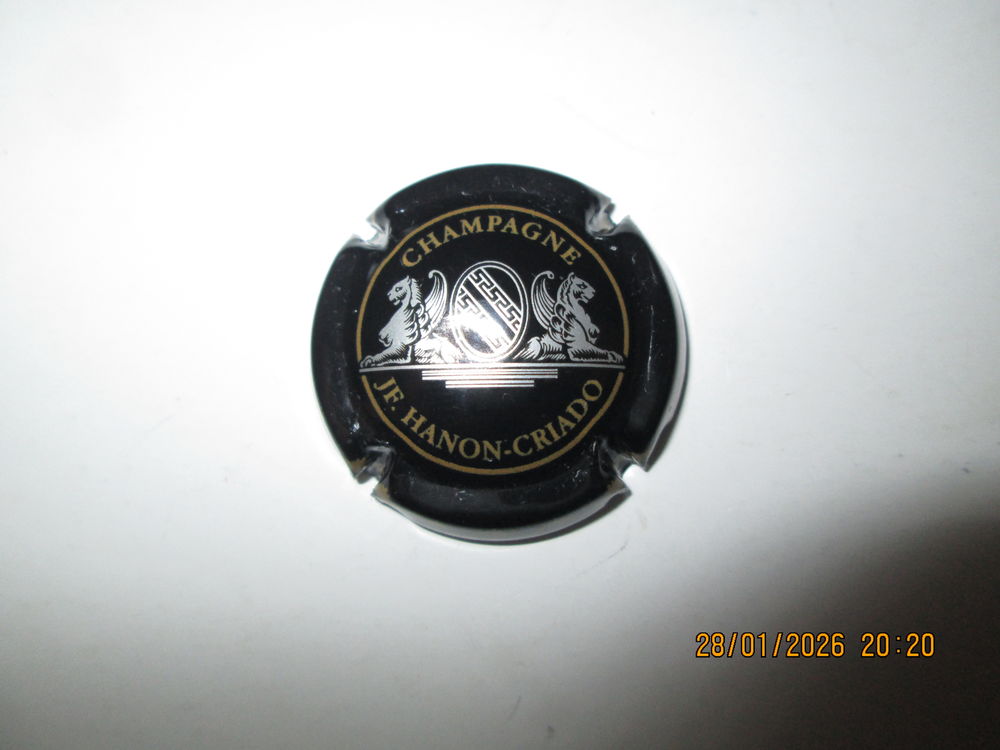 CHAMPAGNE
JF. HANON-CRIADO
28/01/2026 20:20